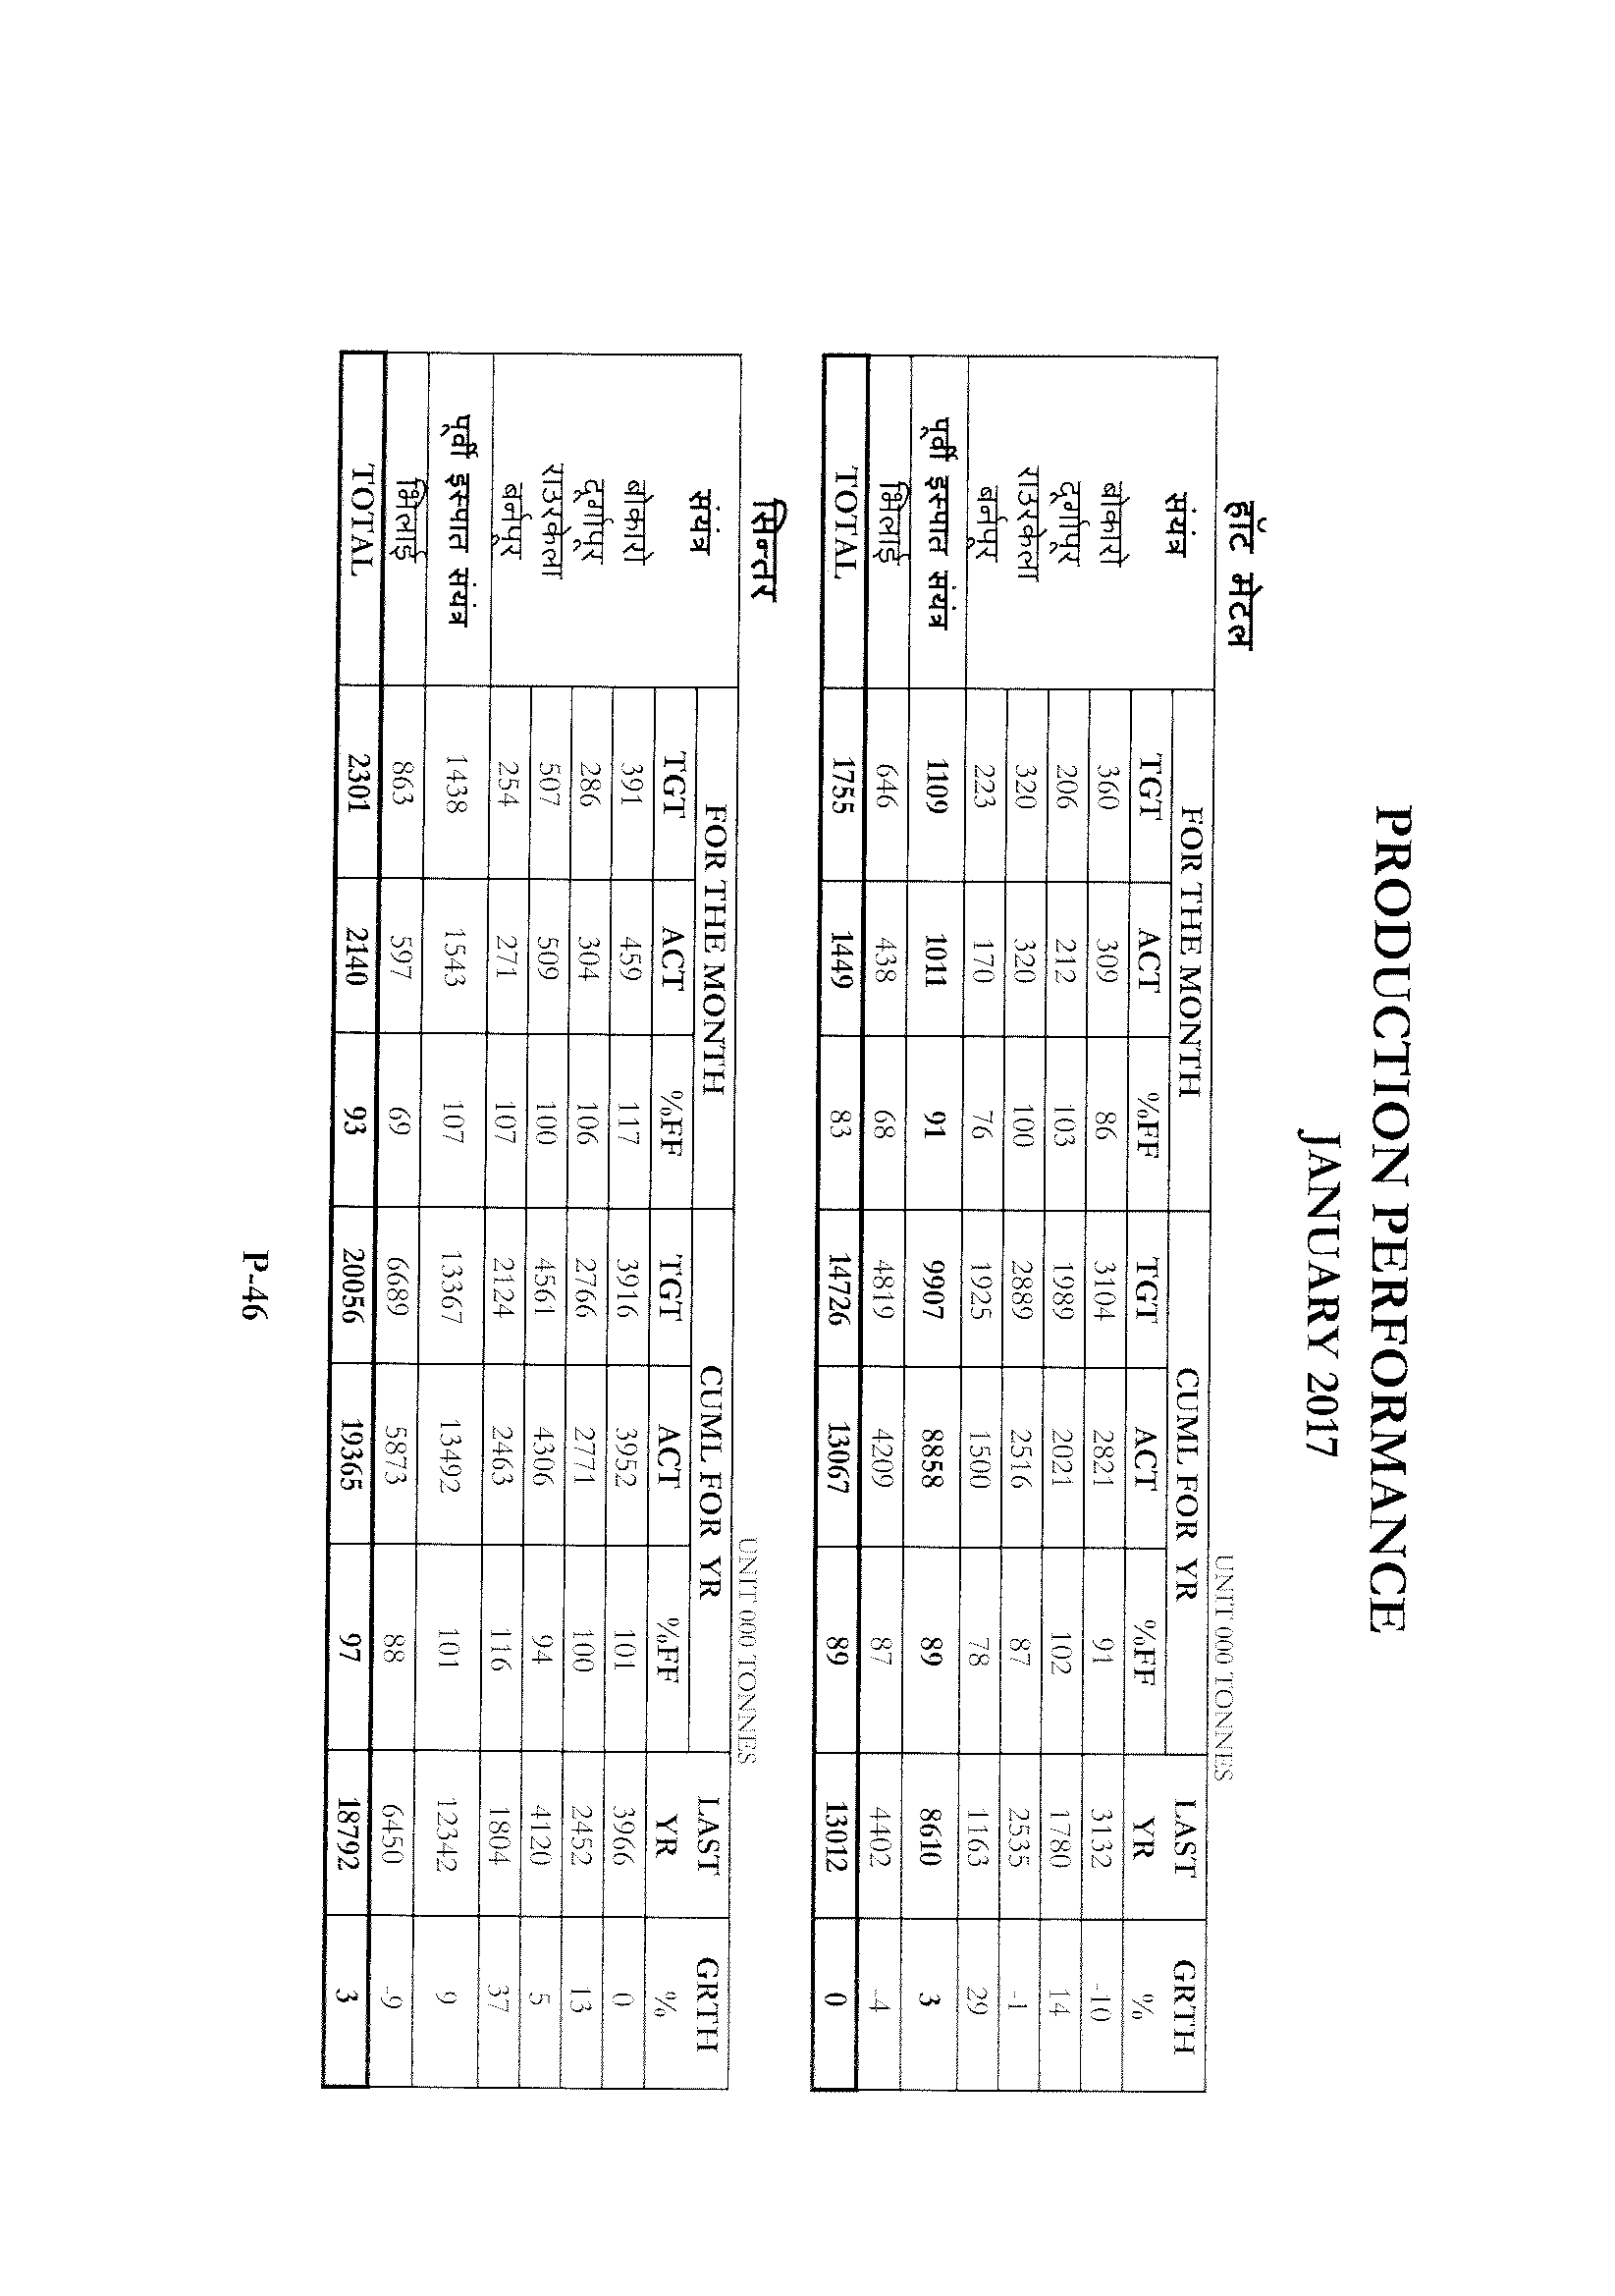 PRODUCTION PERFORMANCE
JANUARY 2017
हॉट मेटल
UNIT 000 TONNES
संयंत्र FOR THE MONTH CUML FOR YR LAST GRTH
TGT ACT %FF TGT ACT %FF YR %
बोकारो 360 309 86 3104 2821 91 3132 -10
दूर्गापुर 206 212 103 1989 2021 102 1780 14
राउरकेला 320 320 100 2889 2516 87 2535 -1
बर्नपुर 223 170 76 1925 1500 78 1163 29
पूर्वी इस्पात संयंत्र 1109 1011 91 9907 8858 89 8610 3
भिलाई 646 438 68 4819 4209 87 4402 -4
TOTAL 1755 1449 83 14726 13067 89 13012 0
सिन्तर
UNIT 000 TONNES
संयंत्र FOR THE MONTH CUML FOR YR LAST GRTH
TGT ACT %FF TGT ACT %FF YR %
बोकारो 391 459 117 3916 3952 101 3966 0
दूर्गापुर 286 304 106 2766 2771 100 2452 13
राउरकेला 507 509 100 4561 4306 94 4120 5
बर्नपुर 254 271 107 2124 2463 116 1804 37
पूर्वी इस्पात संयंत्र 1438 1543 107 13367 13492 101 12342 9
भिलाई 863 597 69 6689 5873 88 6450 -9
TOTAL 2301 2140 93 20056 19365 97 18792 3
P-46